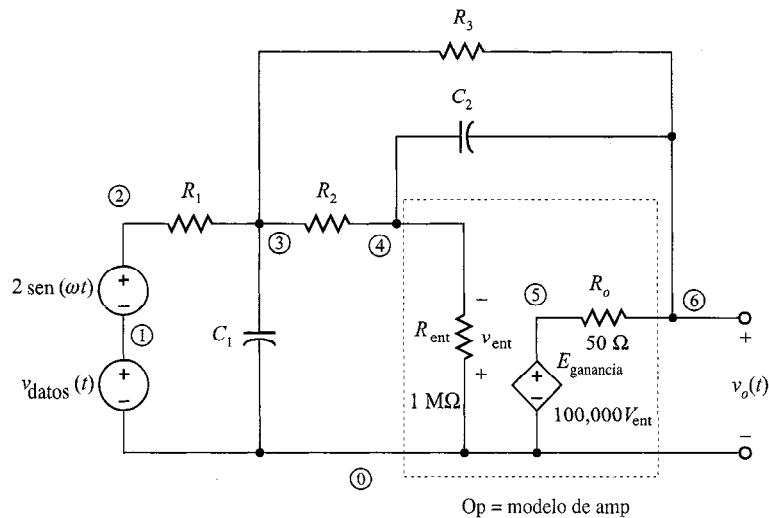 R3
C2
② R1 R2
③ ④
2 sen (ωt)
+
−
①
C1
Rent
−
vent
+
1 MΩ
⑤ Ro ⑥
50 Ω
+
−
Eganancia
100,000Vent
+
vo(t)
−
vdatos (t)
+
−
⓪
Op = modelo de amp